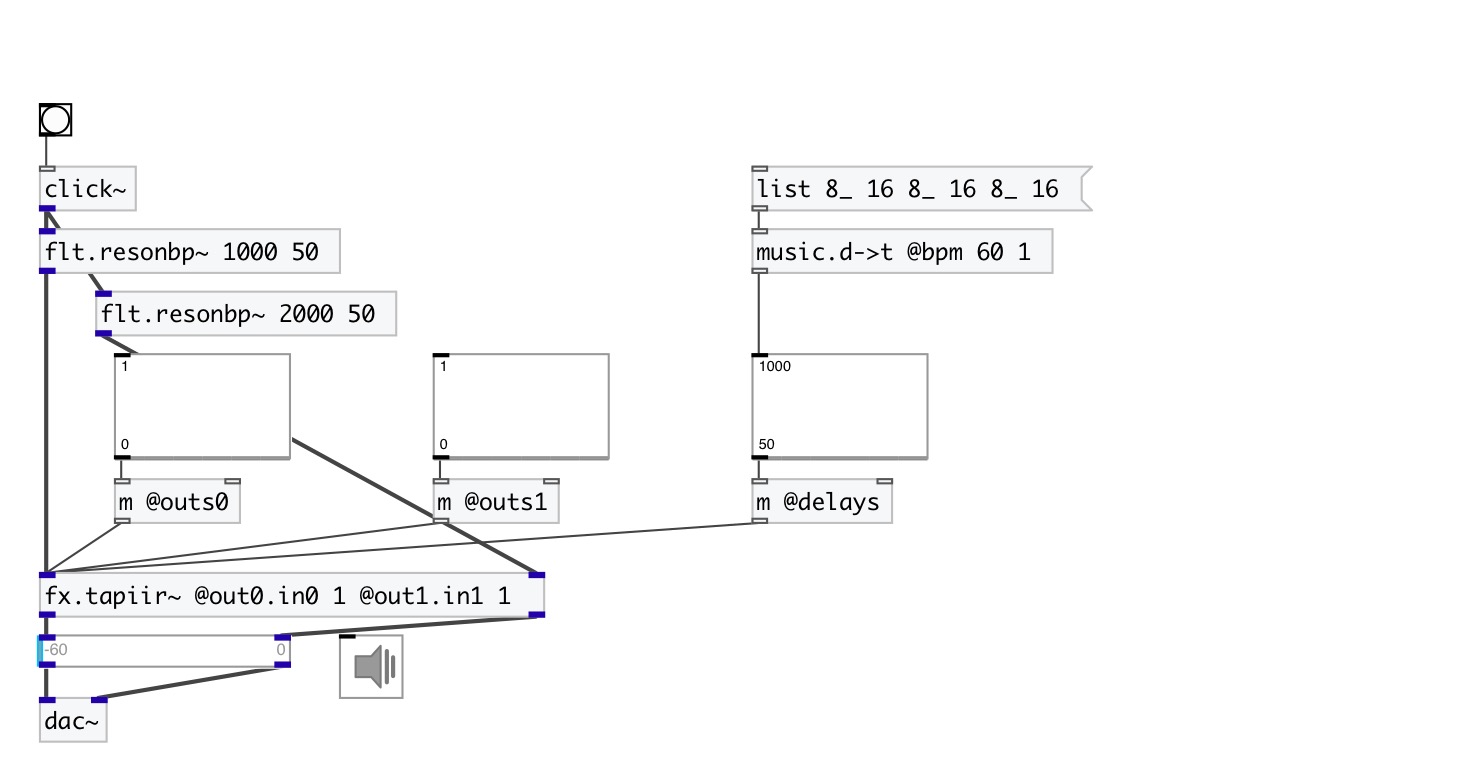 click~
list 8_ 16 8_ 16 8_ 16
flt.resonbp~ 1000 50
music.d->t @bpm 60 1
flt.resonbp~ 2000 50
1
1
1000
0
0
50
m @outs0
m @outs1
m @delays
fx.tapiir~ @out0.in0 1 @out1.in1 1
-60 0
dac~